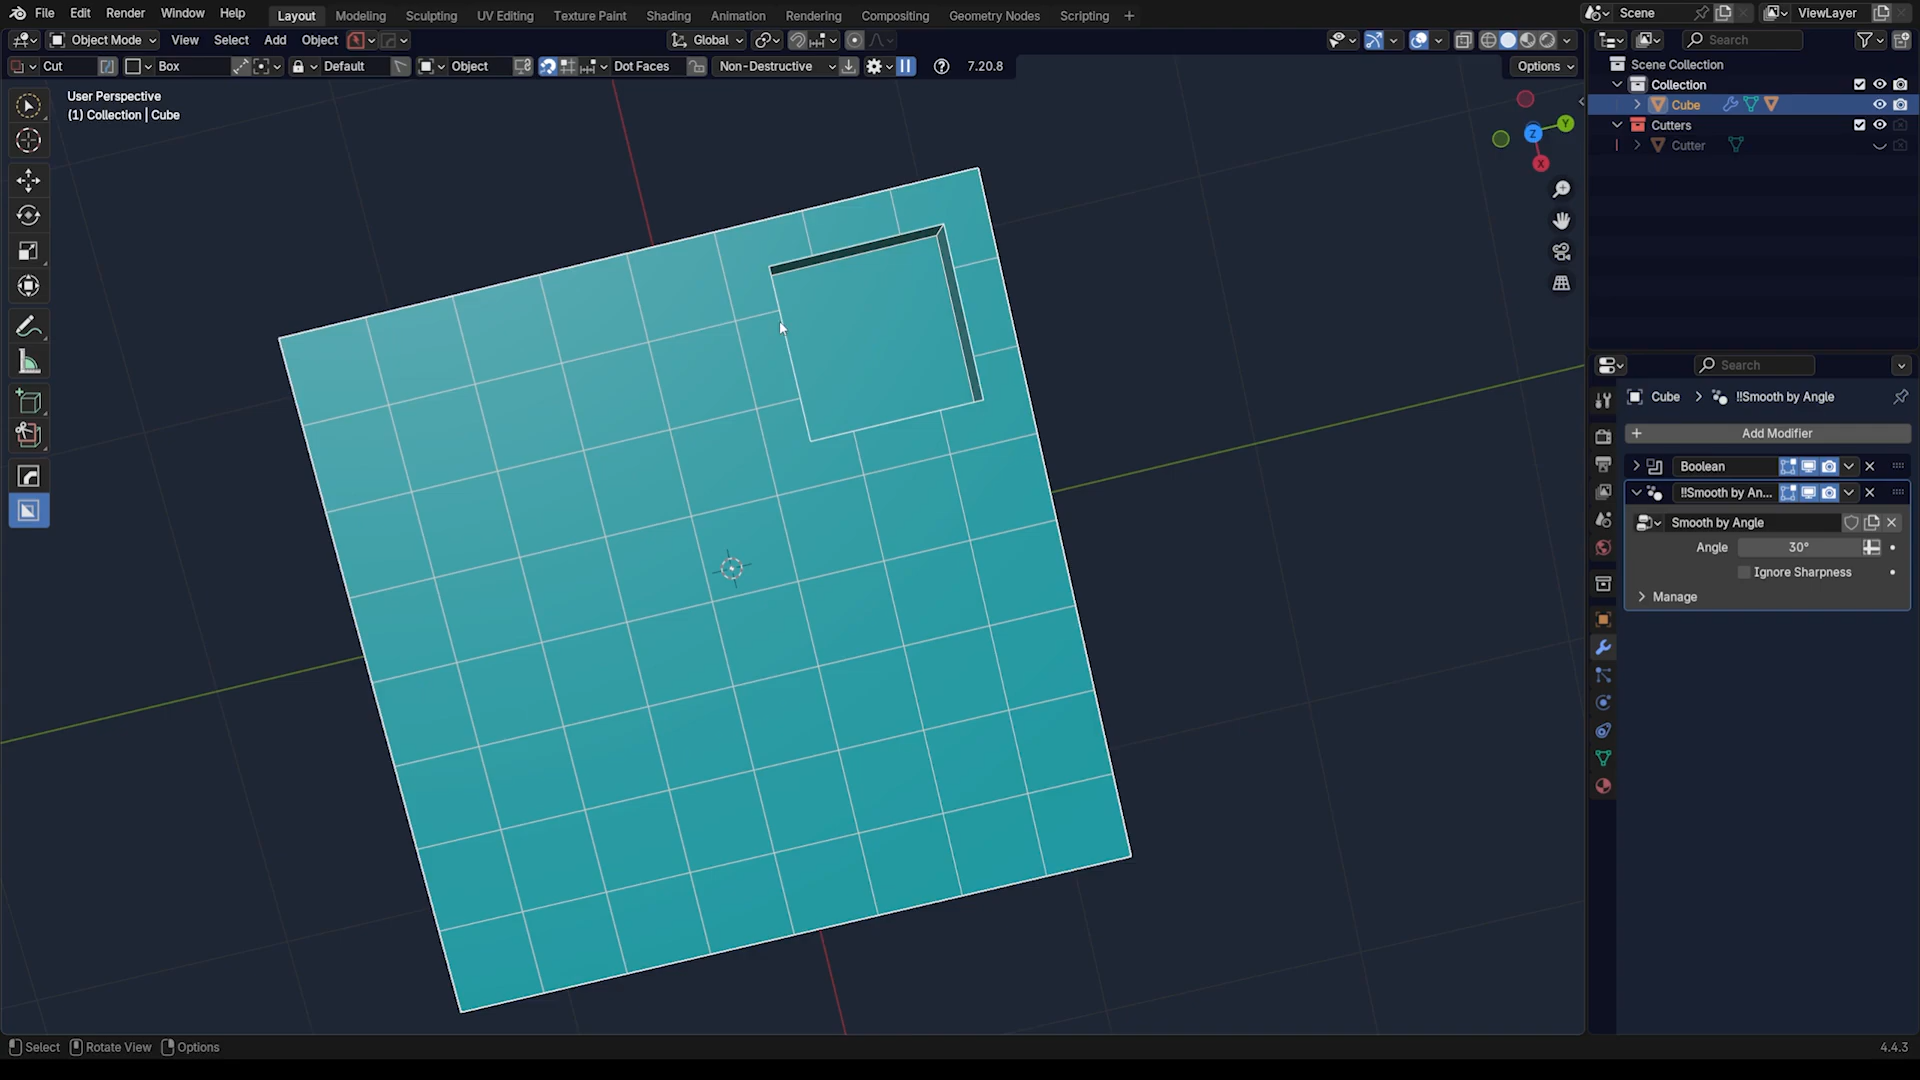 File Edit Render Window Help Layout Modeling Sculpting UV Editing Texture Paint Shading Animation Rendering Compositing Geometry Nodes Scripting Scene ViewLayer
Object Mode View Select Add Object Global Search
Cut Box Default Object Dot Faces Non-Destructive 7.20.8 Options
Scene Collection
Collection
Cube
Cutters
Cutter
User Perspective
(1) Collection | Cube
Y
Z
X
Search
Cube !!Smooth by Angle
Add Modifier
Boolean
!!Smooth by An...
Smooth by Angle
Angle 30°
Ignore Sharpness
Manage
Select Rotate View Options 4.4.3